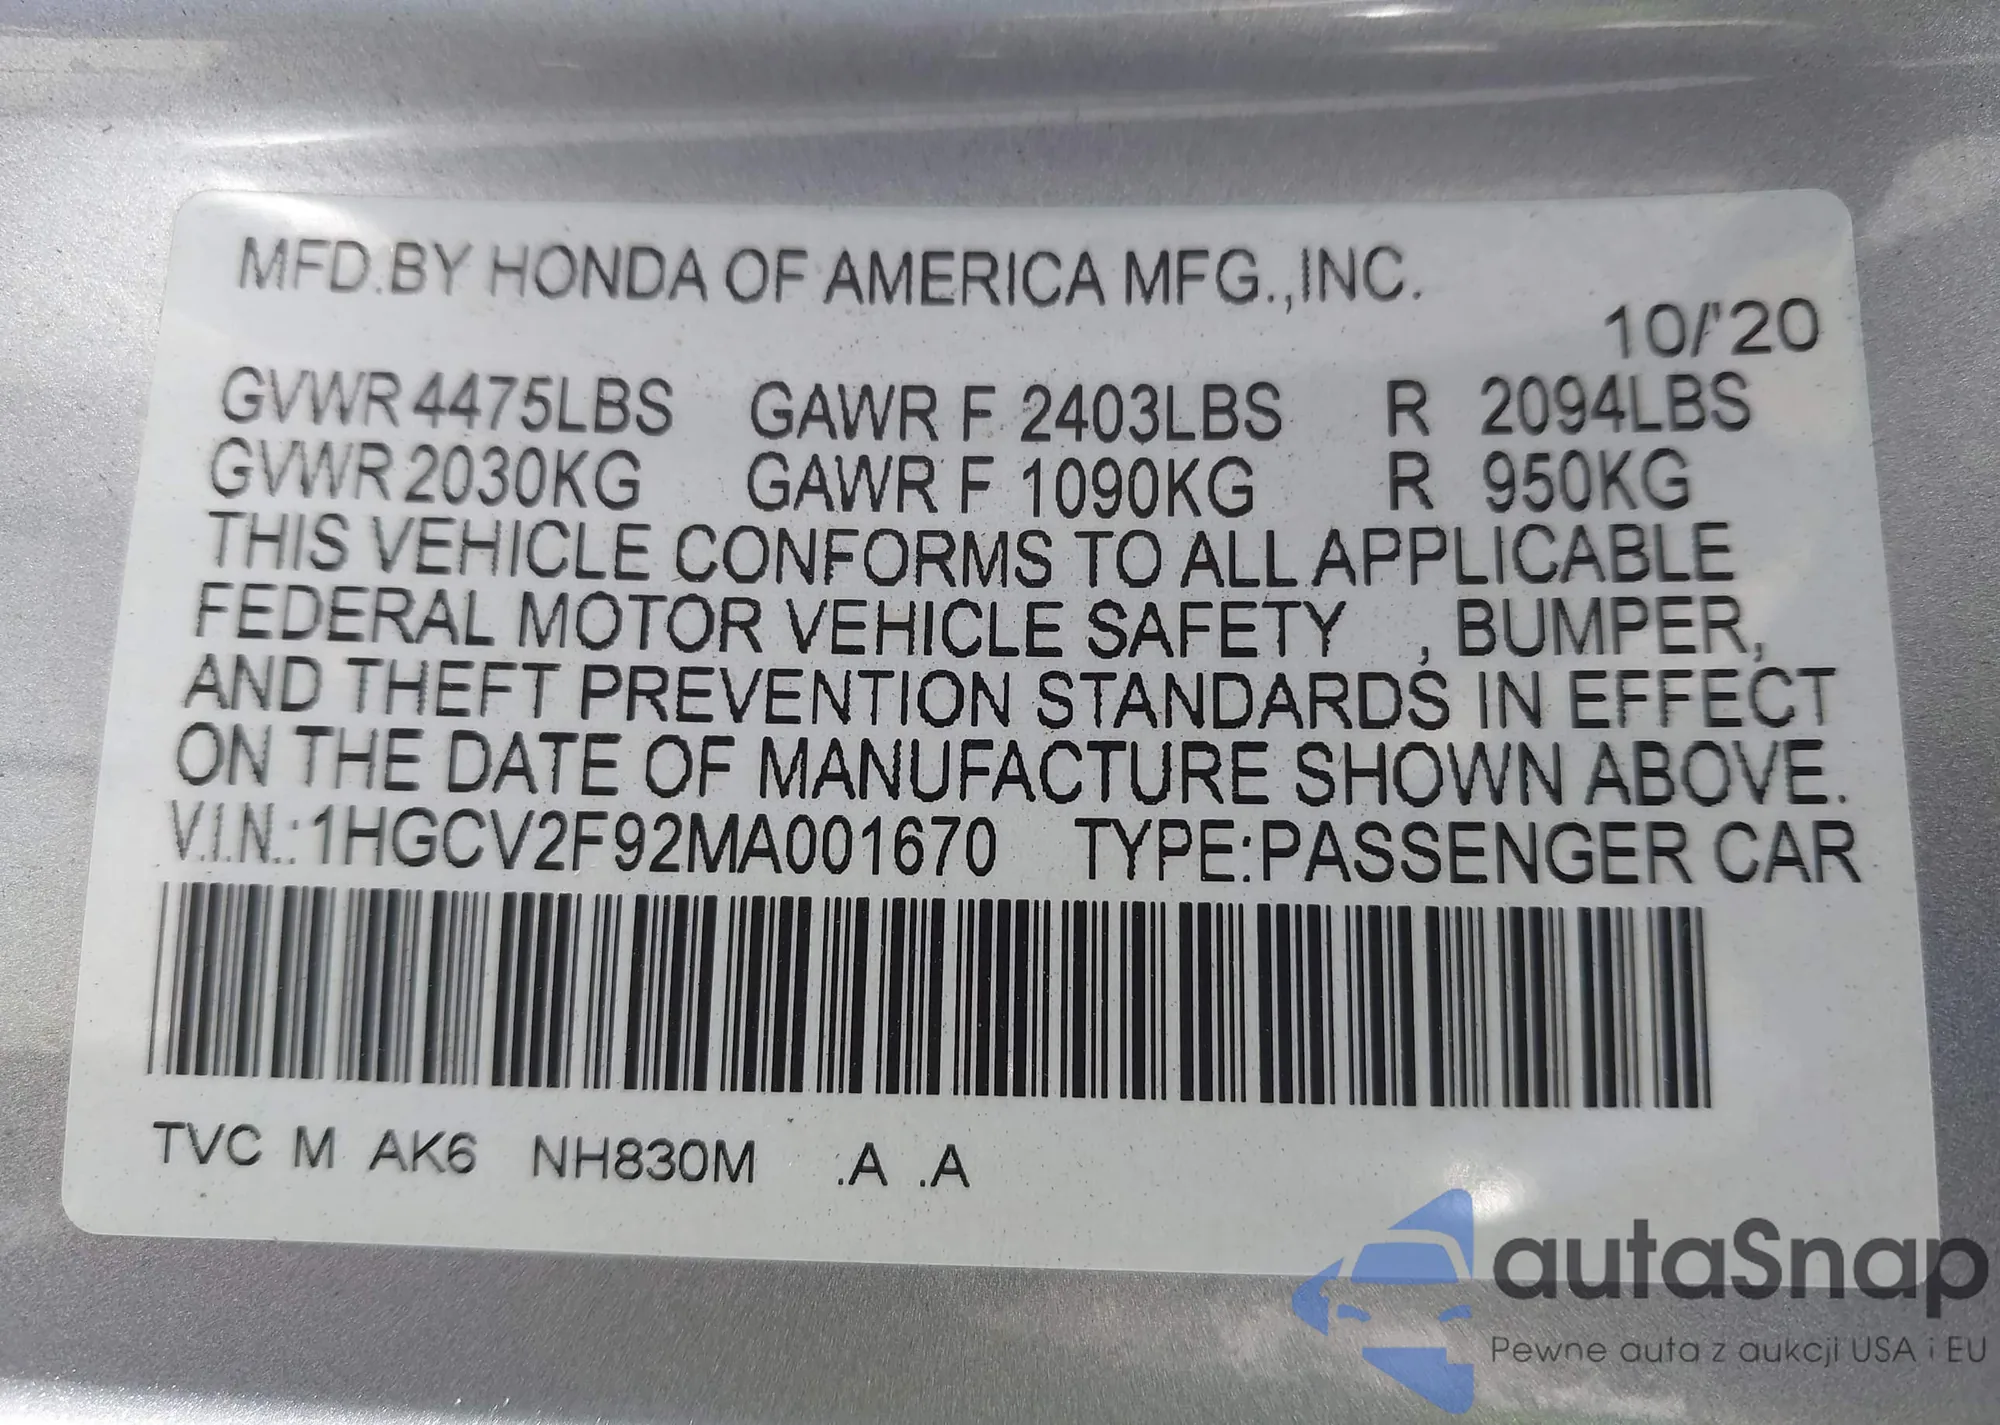 MFD.BY HONDA OF AMERICA MFG.,INC.
10/'20
GVWR 4475LBS GAWR F 2403LBS R 2094LBS
GVWR 2030KG GAWR F 1090KG R 950KG
THIS VEHICLE CONFORMS TO ALL APPLICABLE
FEDERAL MOTOR VEHICLE SAFETY , BUMPER,
AND THEFT PREVENTION STANDARDS IN EFFECT
ON THE DATE OF MANUFACTURE SHOWN ABOVE.
V.I.N.:1HGCV2F92MA001670 TYPE:PASSENGER CAR
TVC M AK6 NH830M .A .A
autaSnap
Pewne auta z aukcji USA i EU